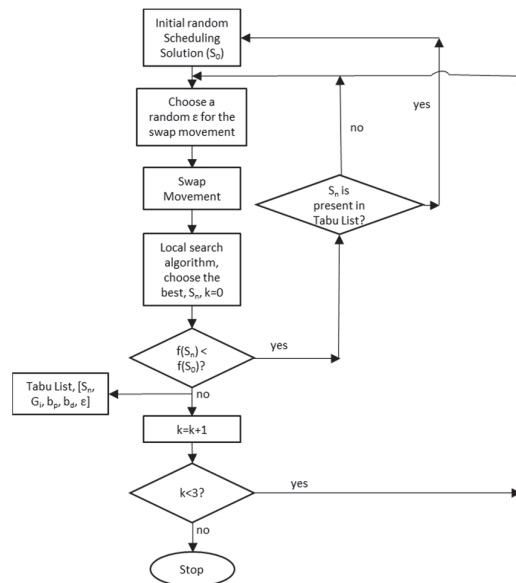 Initial random
Scheduling
Solution (S₀)
Choose a
random ε for the
swap movement
yes
no
Swap
Movement
Sₙ is
present in
Tabu List?
Local search
algorithm,
choose the
best, Sₙ, k=0
f(Sₙ) <
f(S₀)?
yes
Tabu List, [Sₙ,
Gᵢ, bₚ, b_d, ε]
no
k=k+1
k<3?
yes
no
Stop